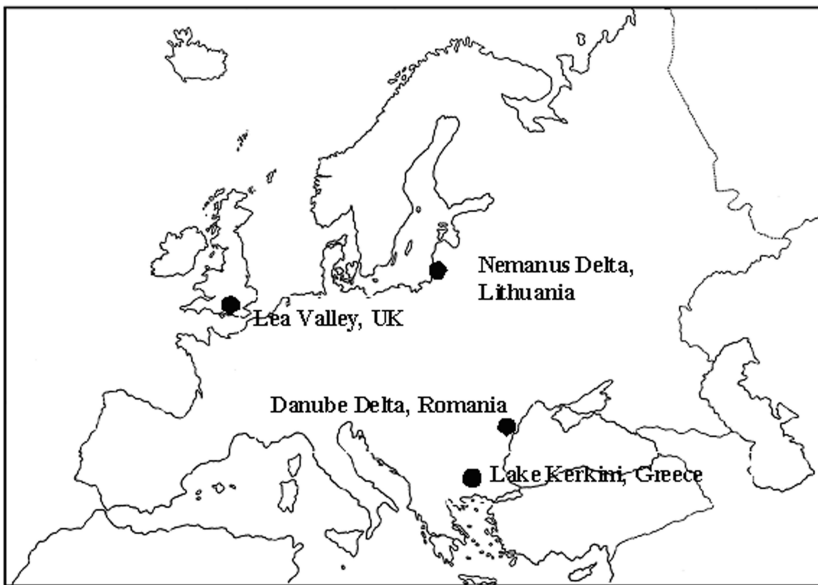 Nemanus Delta,
Lithuania
Lea Valley, UK
Danube Delta, Romania
Lake Kerkini, Greece